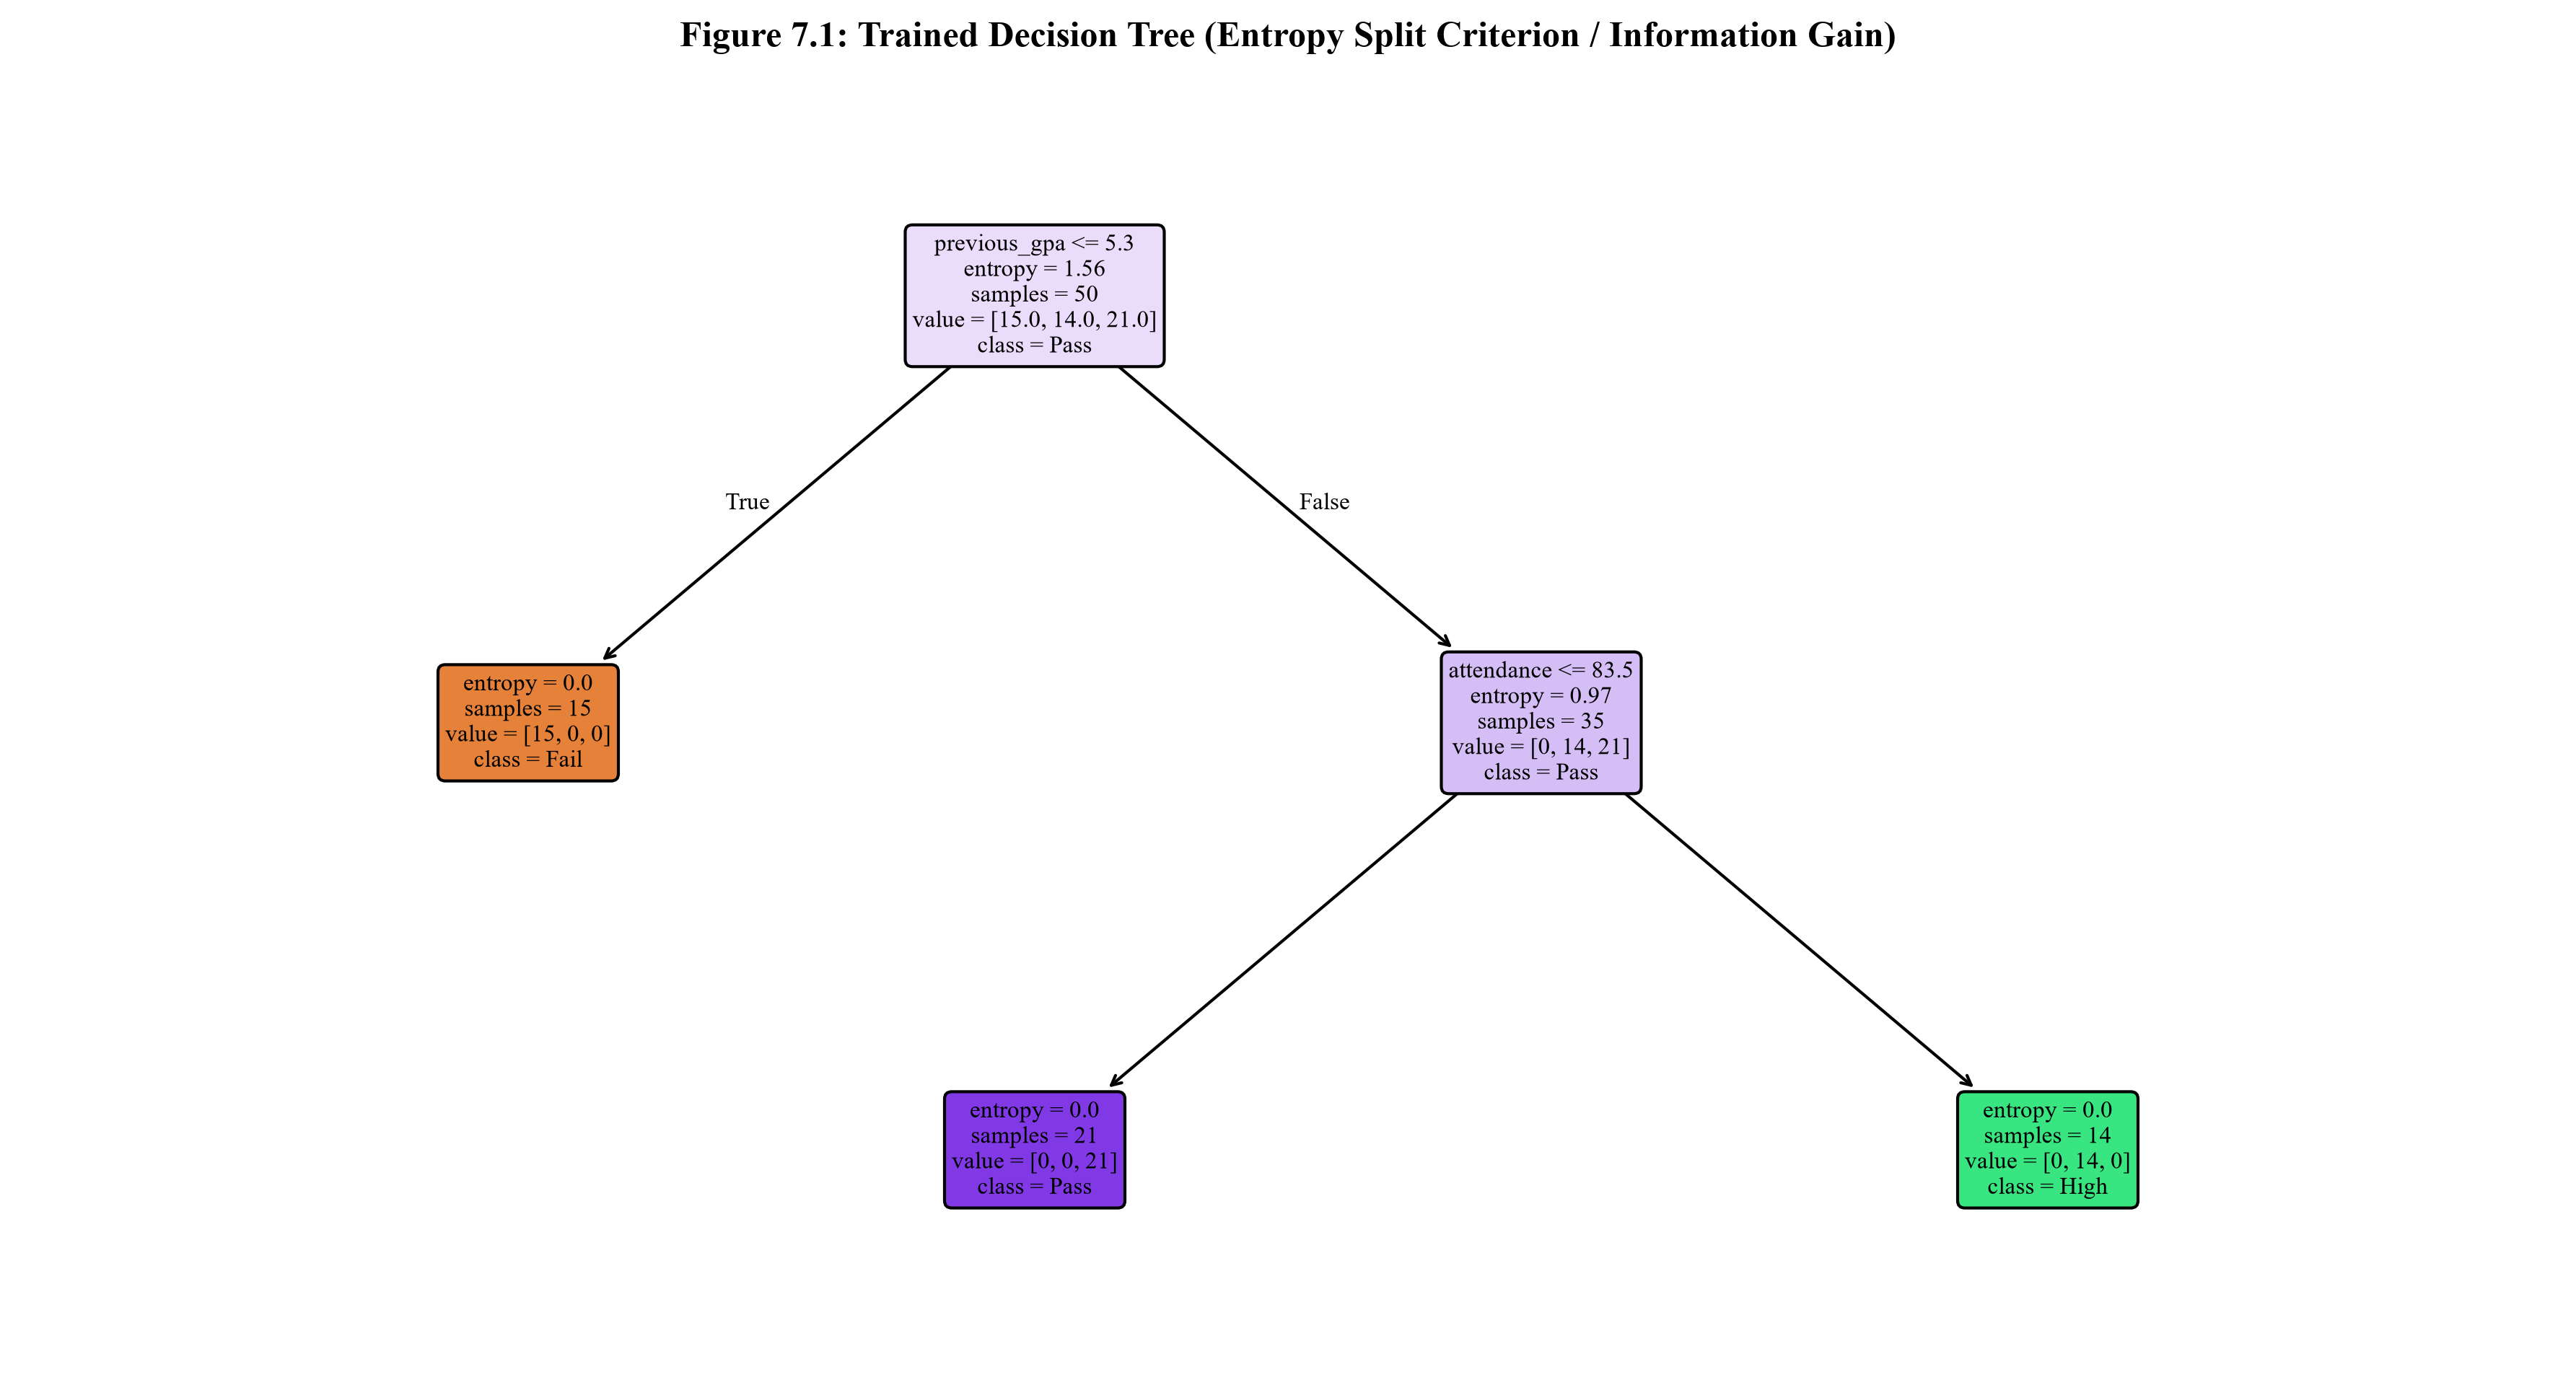 Figure 7.1: Trained Decision Tree (Entropy Split Criterion / Information Gain)
previous_gpa <= 5.3
entropy = 1.56
samples = 50
value = [15.0, 14.0, 21.0]
class = Pass
True
False
entropy = 0.0
samples = 15
value = [15, 0, 0]
class = Fail
attendance <= 83.5
entropy = 0.97
samples = 35
value = [0, 14, 21]
class = Pass
entropy = 0.0
samples = 21
value = [0, 0, 21]
class = Pass
entropy = 0.0
samples = 14
value = [0, 14, 0]
class = High